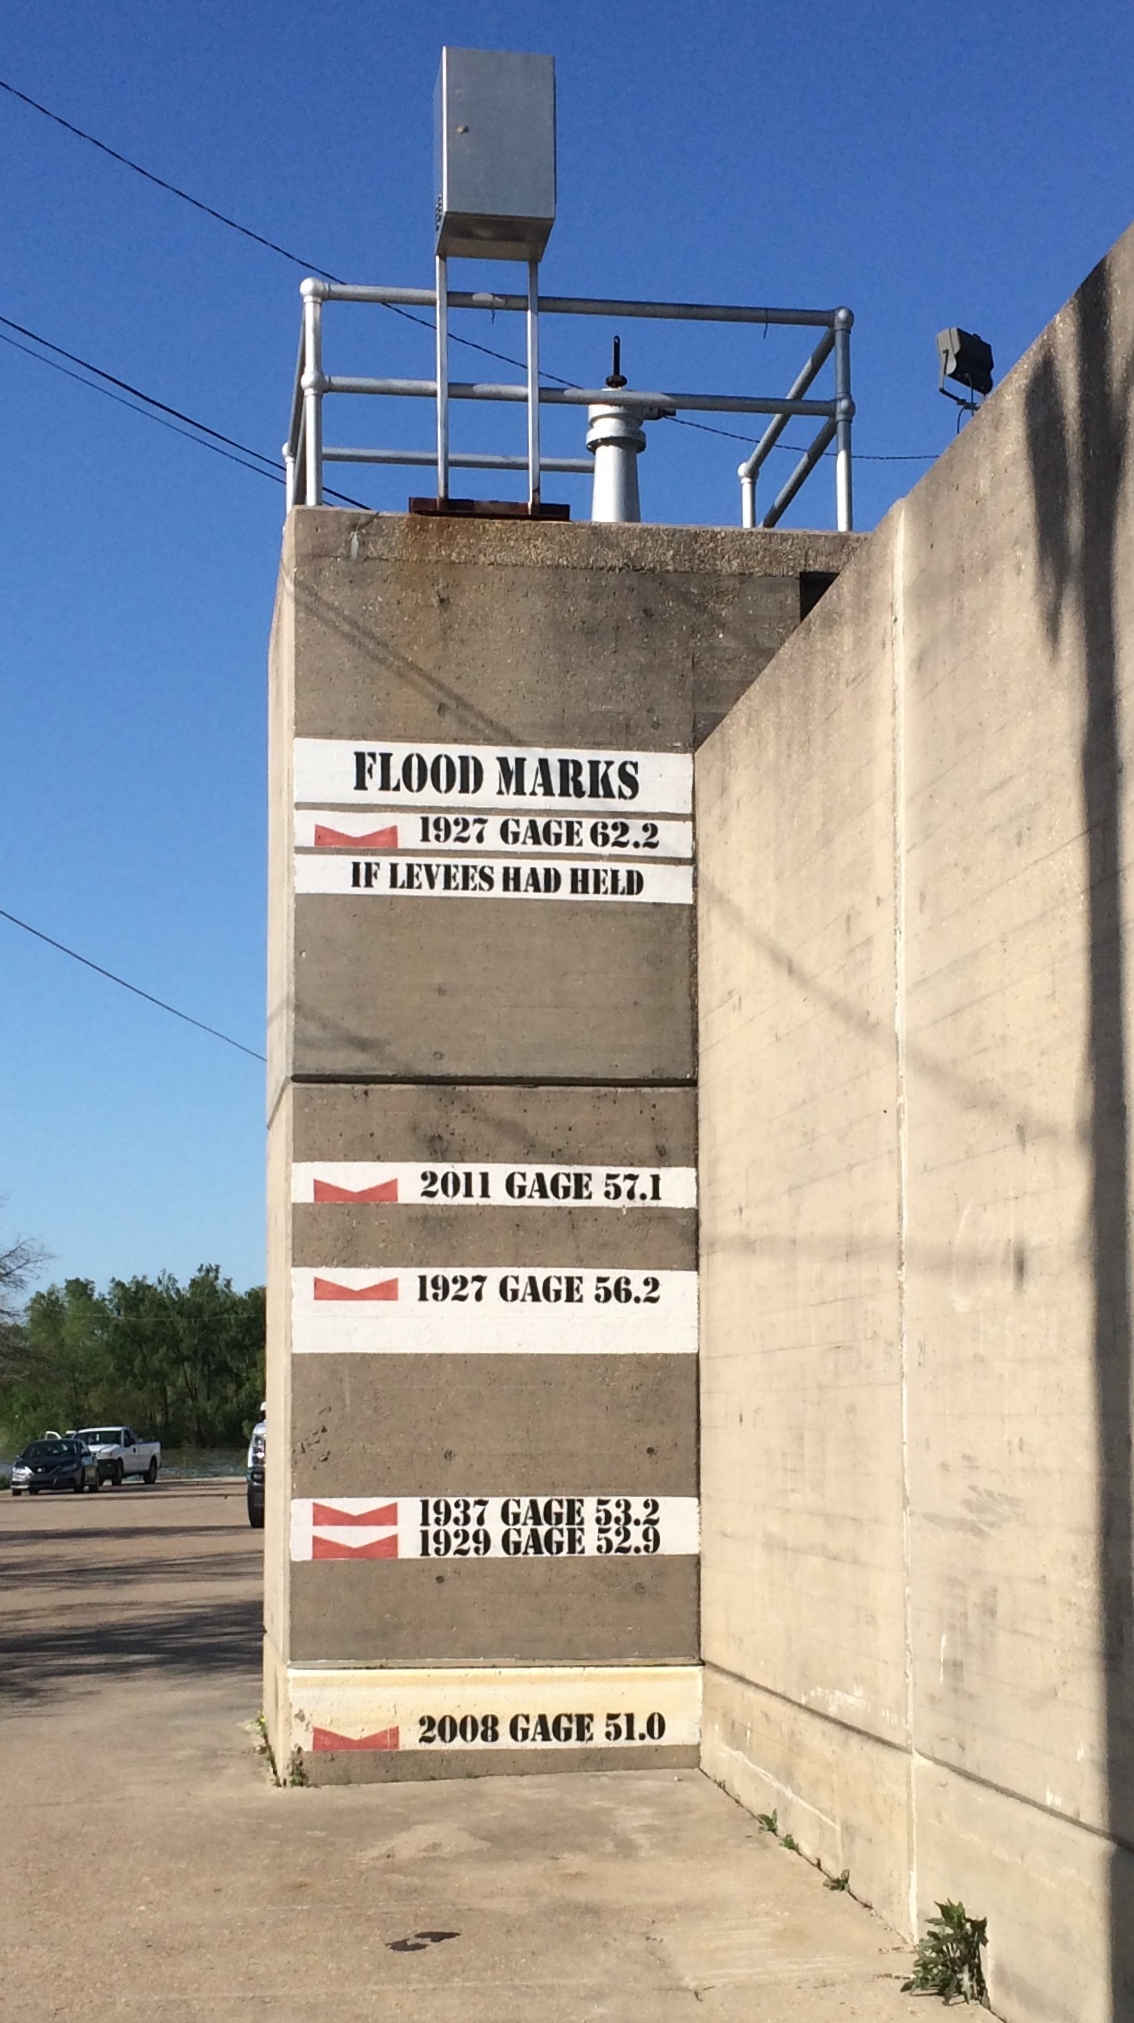 FLOOD MARKS
1927 GAGE 62.2
IF LEVEES HAD HELD
2011 GAGE 57.1
1927 GAGE 56.2
1937 GAGE 53.2
1929 GAGE 52.9
2008 GAGE 51.0